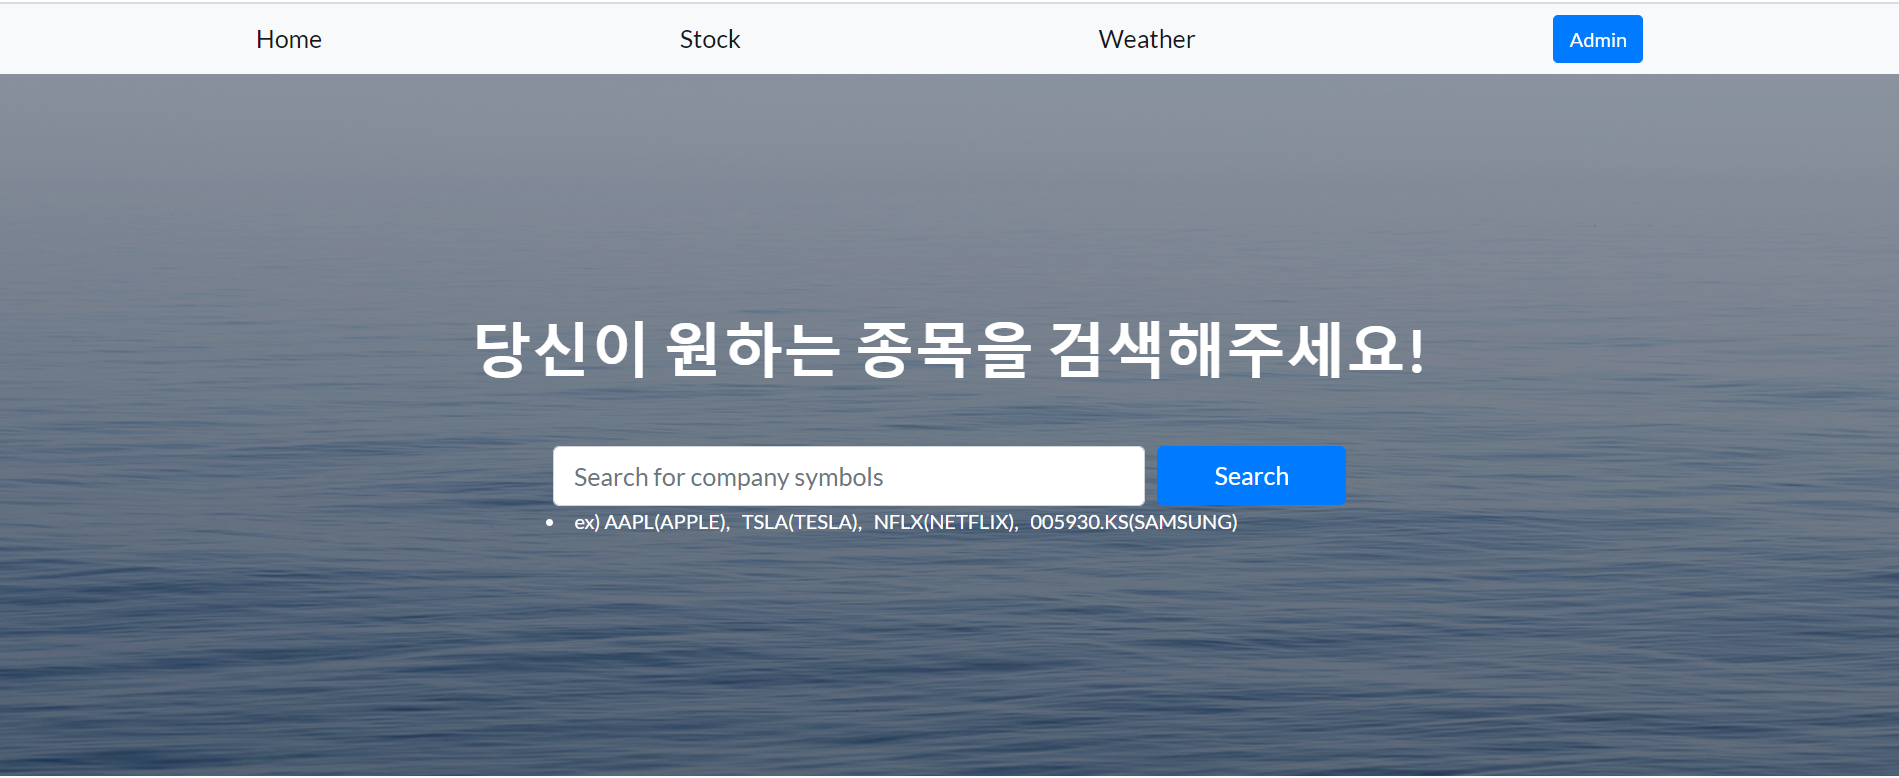 Home Stock Weather Admin
당신이 원하는 종목을 검색해주세요!
Search for company symbols Search
• ex) AAPL(APPLE), TSLA(TESLA), NFLX(NETFLIX), 005930.KS(SAMSUNG)